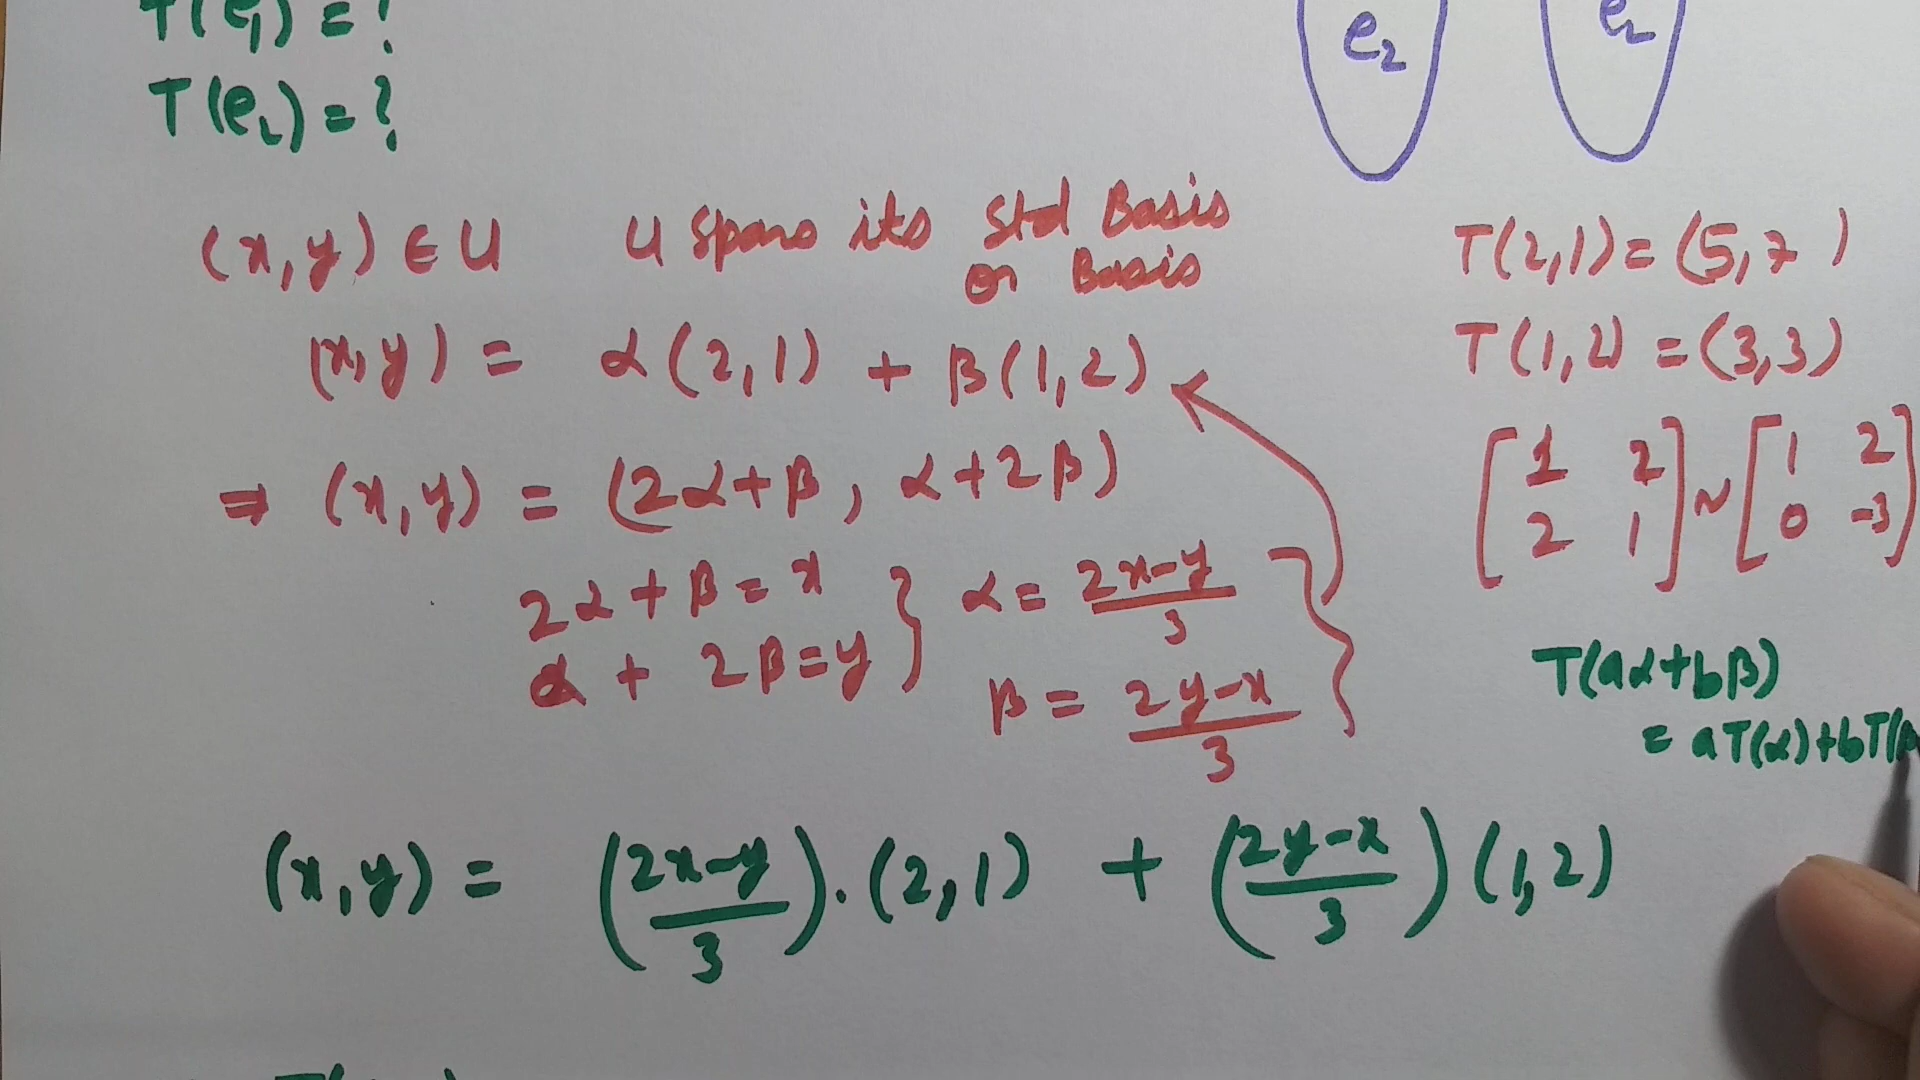 T(e₁) = ?
T(e₂) = ?
e₂
e₂
(x,y) ∈ U U spans its Std Basis
or Basis
(x,y) = α(2,1) + β(1,2)
⇒ (x,y) = (2α+β, α+2β)
2α + β = x
α + 2β = y
} α = (2x-y)/3
β = (2y-x)/3
T(2,1) = (5,7)
T(1,2) = (3,3)
[1 2
2 1] ~ [1 2
0 -3]
T(aα+bβ)
= aT(α)+bT(β
(x,y) = ((2x-y)/3).(2,1) + ((2y-x)/3)(1,2)